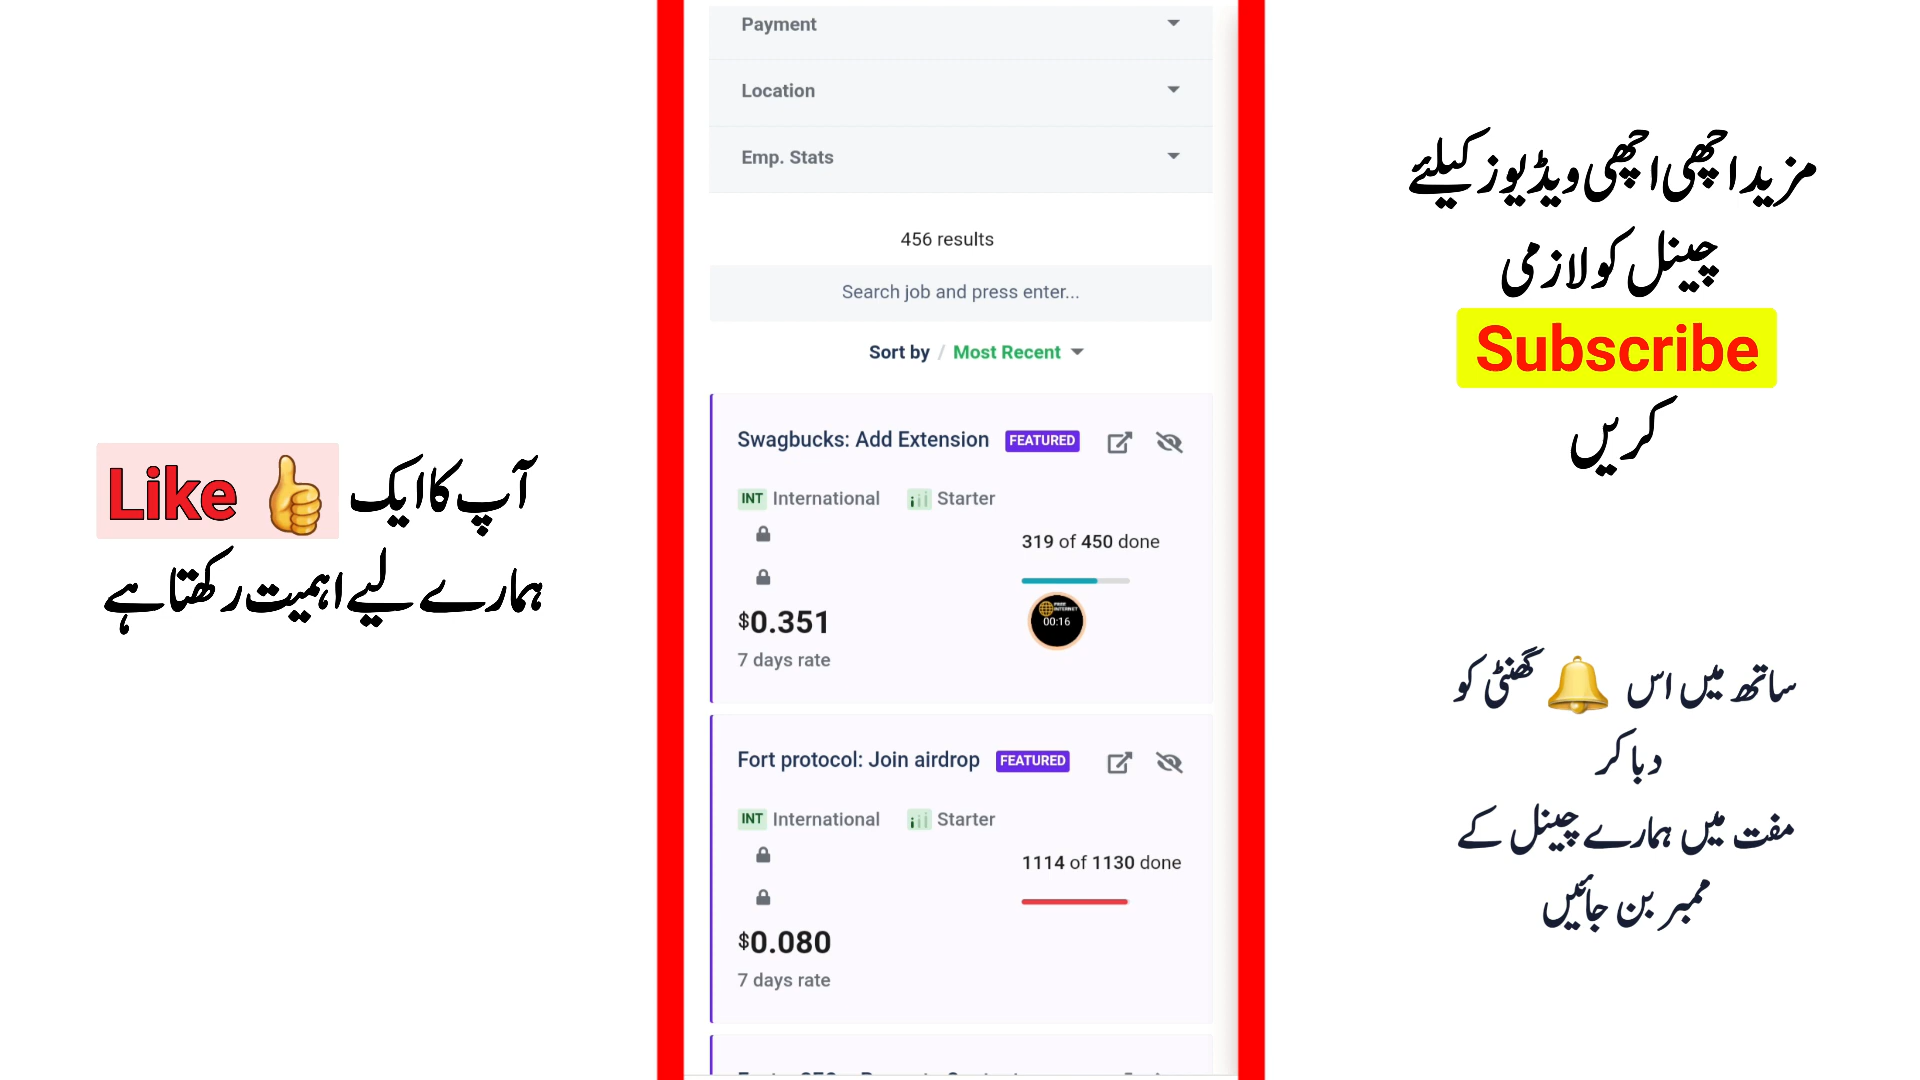 آپ کا ایک Like 👍
ہمارے لیے اہمیت رکھتا ہے
Payment
Location
Emp. Stats
456 results
Search job and press enter...
Sort by / Most Recent
Swagbucks: Add Extension FEATURED
INT International Starter
319 of 450 done
FREE INTERNET
00:16
$0.351
7 days rate
Fort protocol: Join airdrop FEATURED
INT International Starter
1114 of 1130 done
$0.080
7 days rate
مزید اچھی اچھی ویڈیوز کیلئے
چینل کو لازمی
Subscribe
کریں
ساتھ میں اس 🔔 گھنٹی کو
دبا کر
مفت میں ہمارے چینل کے
ممبر بن جائیں